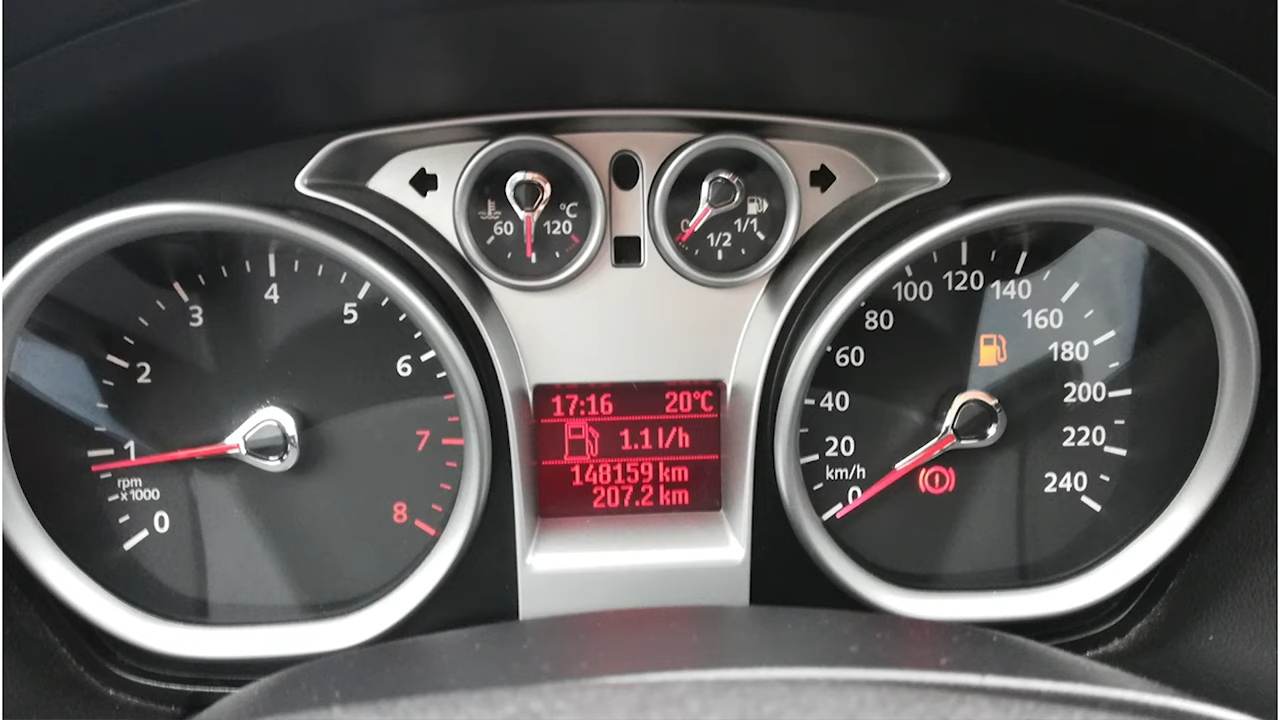 60 120 °C
0 1/2 1/1
0 1 2 3 4 5 6 7 8
rpm
x1000
17:16 20°C
1.1 l/h
148159 km
207.2 km
0 20 40 60 80 100 120 140 160 180 200 220 240
km/h